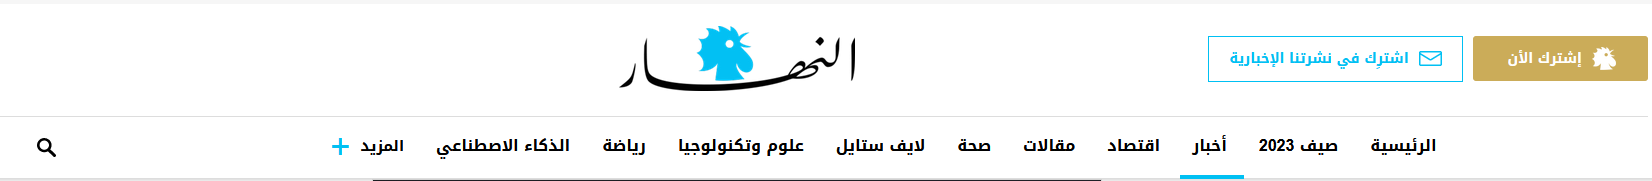 إشترك الأن
اشترِك في نشرتنا الإخبارية
النهار
الرئيسية صيف 2023 أخبار اقتصاد مقالات صحة لايف ستايل علوم وتكنولوجيا رياضة الذكاء الاصطناعي المزيد +